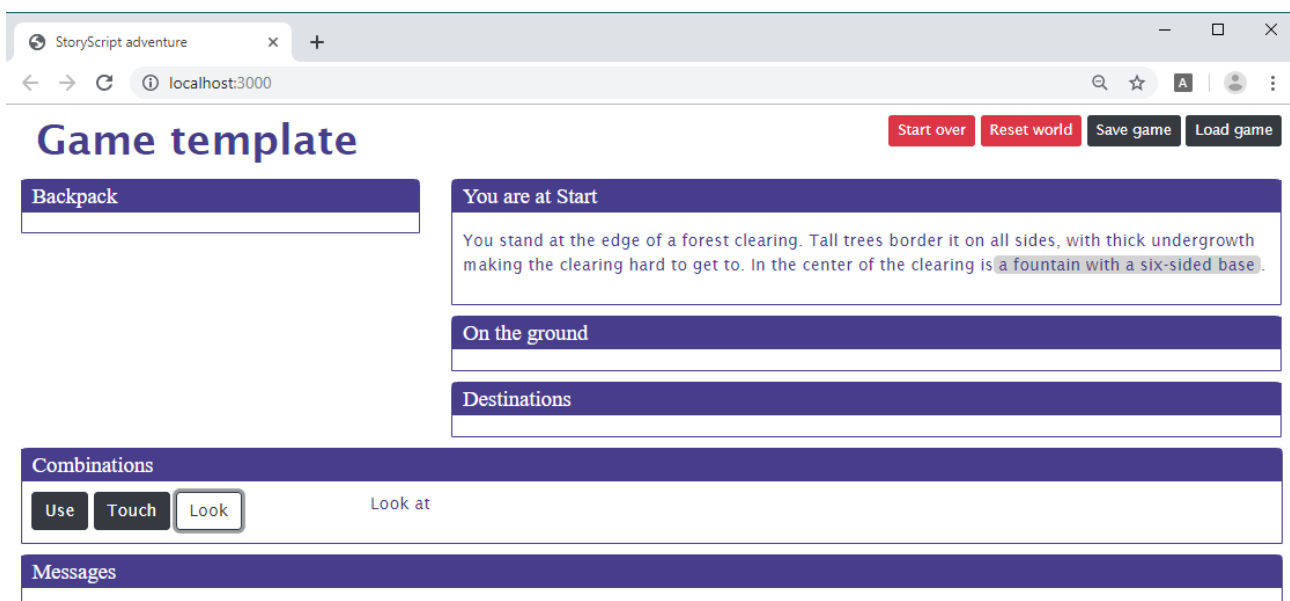 StoryScript adventure
localhost:3000
A
Game template
Start over Reset world Save game Load game
Backpack
You are at Start
You stand at the edge of a forest clearing. Tall trees border it on all sides, with thick undergrowth
making the clearing hard to get to. In the center of the clearing is a fountain with a six-sided base .
On the ground
Destinations
Combinations
Use Touch Look Look at
Messages